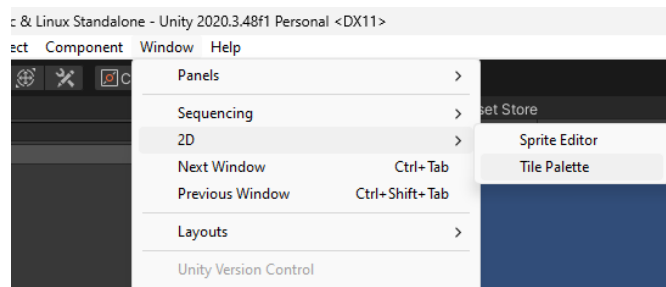 c & Linux Standalone - Unity 2020.3.48f1 Personal <DX11>
ect Component Window Help
C
Panels >
set Store
Sequencing >
2D >
Sprite Editor
Next Window Ctrl+Tab
Tile Palette
Previous Window Ctrl+Shift+Tab
Layouts >
Unity Version Control